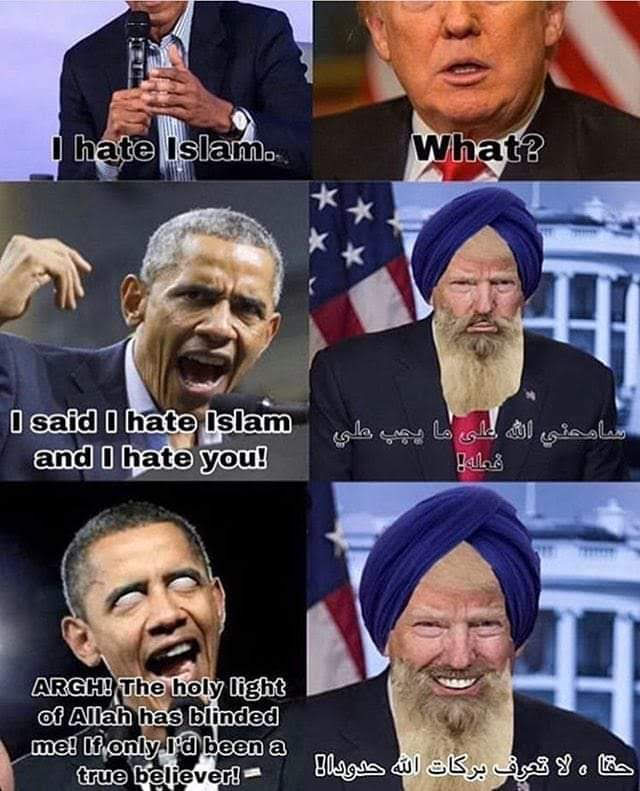 I hate Islam.
What?
I said I hate Islam
and I hate you!
سامحني الله على ما يجب علي
فعله!
ARGH! The holy light
of Allah has blinded
me! If only I'd been a
true believer!
حقا ، لا تعرف بركات الله حدودا!